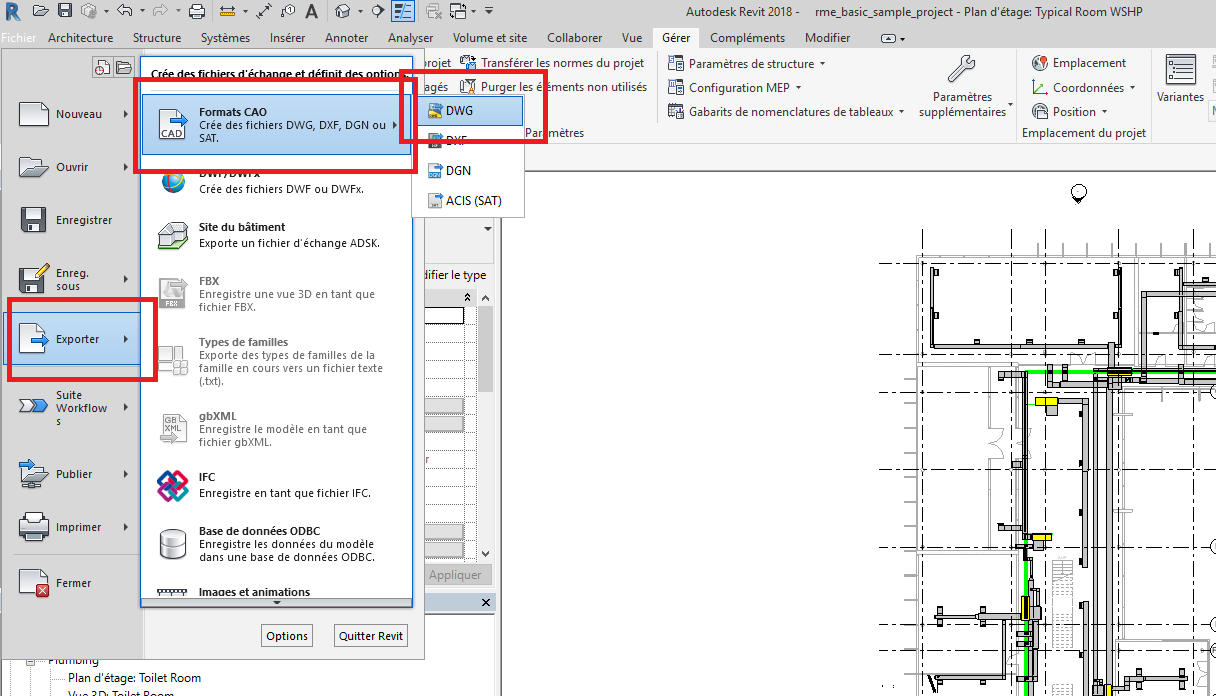 Autodesk Revit 2018 - rme_basic_sample_project - Plan d'étage: Typical Room WSHP
Fichier Architecture Structure Systèmes Insérer Annoter Analyser Volume et site Collaborer Vue Gérer Compléments Modifier
Crée des fichiers d'échange et définit des options.
Nouveau
Ouvrir
Enregistrer
Enreg.
sous
Exporter
Suite
Workflow
s
Publier
Imprimer
Fermer
Formats CAO
Crée des fichiers DWG, DXF, DGN ou
SAT.
DWF/DWFx
Crée des fichiers DWF ou DWFx.
Site du bâtiment
Exporte un fichier d'échange ADSK.
FBX
Enregistre une vue 3D en tant que
fichier FBX.
Types de familles
Exporte des types de familles de la
famille en cours vers un fichier texte
(.txt).
gbXML
Enregistre le modèle en tant que
fichier gbXML.
IFC
Enregistre en tant que fichier IFC.
Base de données ODBC
Enregistre les données du modèle
dans une base de données ODBC.
Images et animations
Options
Quitter Revit
DWG
DXF
DGN
ACIS (SAT)
projet
Transférer les normes du projet
agés
Purger les éléments non utilisés
Paramètres
Paramètres de structure
Configuration MEP
Gabarits de nomenclatures de tableaux
Paramètres
supplémentaires
Emplacement
Coordonnées
Position
Emplacement du projet
Variantes
difier le type
Appliquer
Plumbing
Plan d'étage: Toilet Room
Vue 3D: Toilet Room